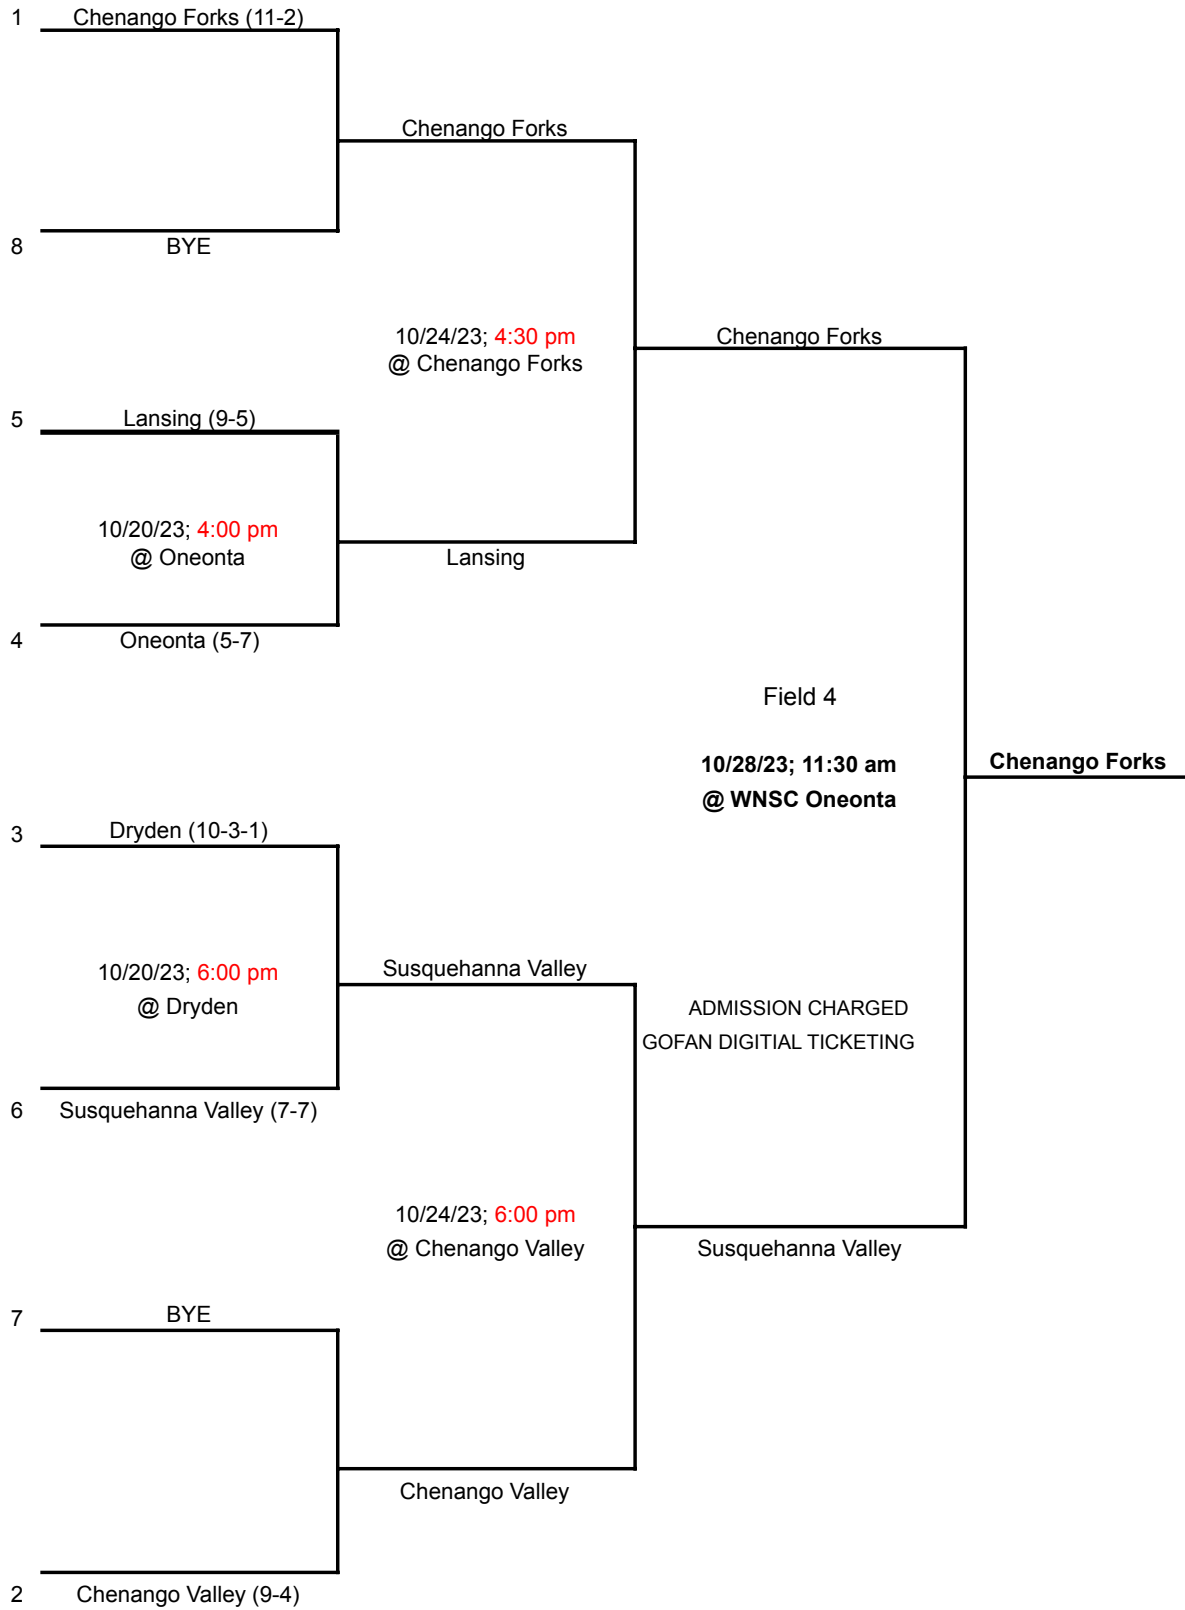 1 Chenango Forks (11-2)
Chenango Forks
8 BYE
10/24/23; 4:30 pm
@ Chenango Forks
Chenango Forks
5 Lansing (9-5)
10/20/23; 4:00 pm
@ Oneonta
Lansing
4 Oneonta (5-7)
Field 4
10/28/23; 11:30 am
@ WNSC Oneonta
Chenango Forks
3 Dryden (10-3-1)
10/20/23; 6:00 pm
@ Dryden
Susquehanna Valley
ADMISSION CHARGED
GOFAN DIGITIAL TICKETING
6 Susquehanna Valley (7-7)
10/24/23; 6:00 pm
@ Chenango Valley
Susquehanna Valley
7 BYE
Chenango Valley
2 Chenango Valley (9-4)